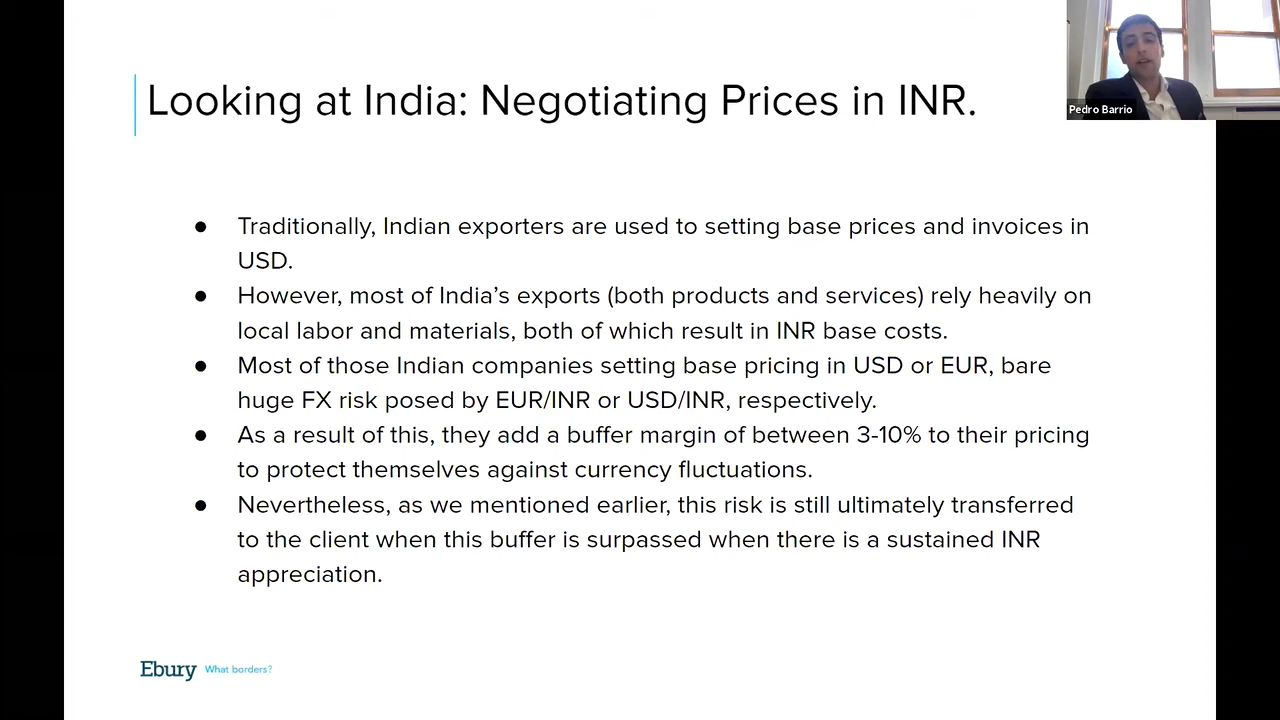 Looking at India: Negotiating Prices in INR.
Pedro Barrio
● Traditionally, Indian exporters are used to setting base prices and invoices in
USD.
● However, most of India’s exports (both products and services) rely heavily on
local labor and materials, both of which result in INR base costs.
● Most of those Indian companies setting base pricing in USD or EUR, bare
huge FX risk posed by EUR/INR or USD/INR, respectively.
● As a result of this, they add a buffer margin of between 3-10% to their pricing
to protect themselves against currency fluctuations.
● Nevertheless, as we mentioned earlier, this risk is still ultimately transferred
to the client when this buffer is surpassed when there is a sustained INR
appreciation.
Ebury What borders?